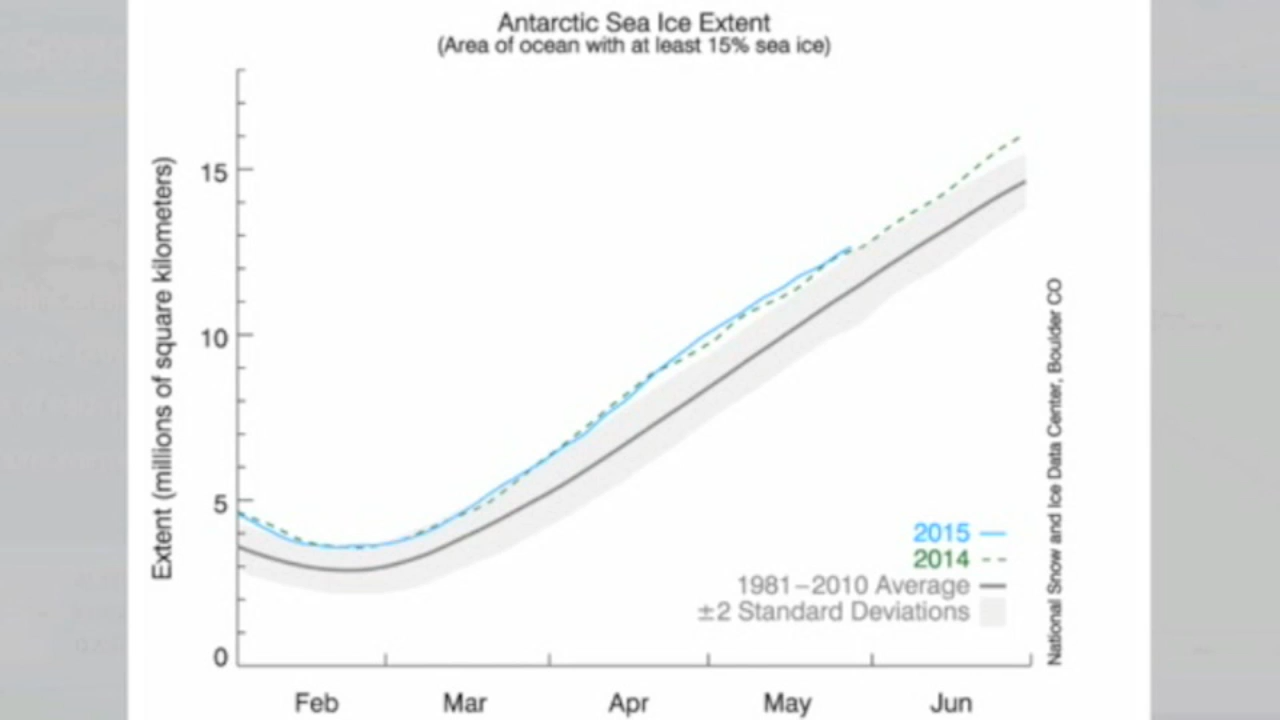 Antarctic Sea Ice Extent
(Area of ocean with at least 15% sea ice)
Extent (millions of square kilometers)
15
10
5
0
Feb Mar Apr May Jun
2015
2014
1981–2010 Average
±2 Standard Deviations
National Snow and Ice Data Center, Boulder CO